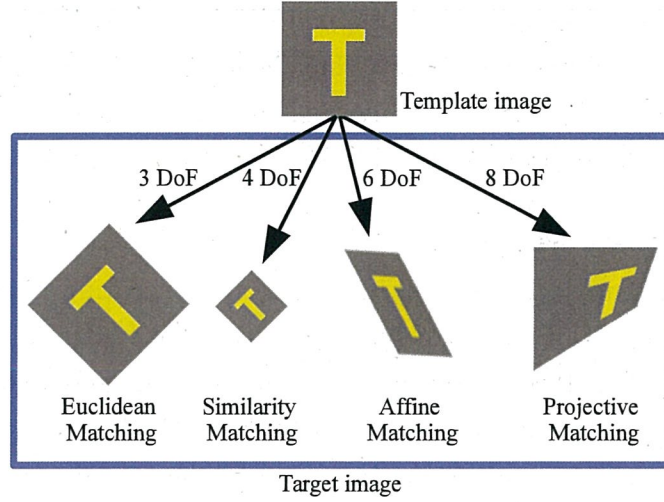 T
Template image
3 DoF 4 DoF 6 DoF 8 DoF
T T T T
Euclidean Similarity Affine Projective
Matching Matching Matching Matching
Target image